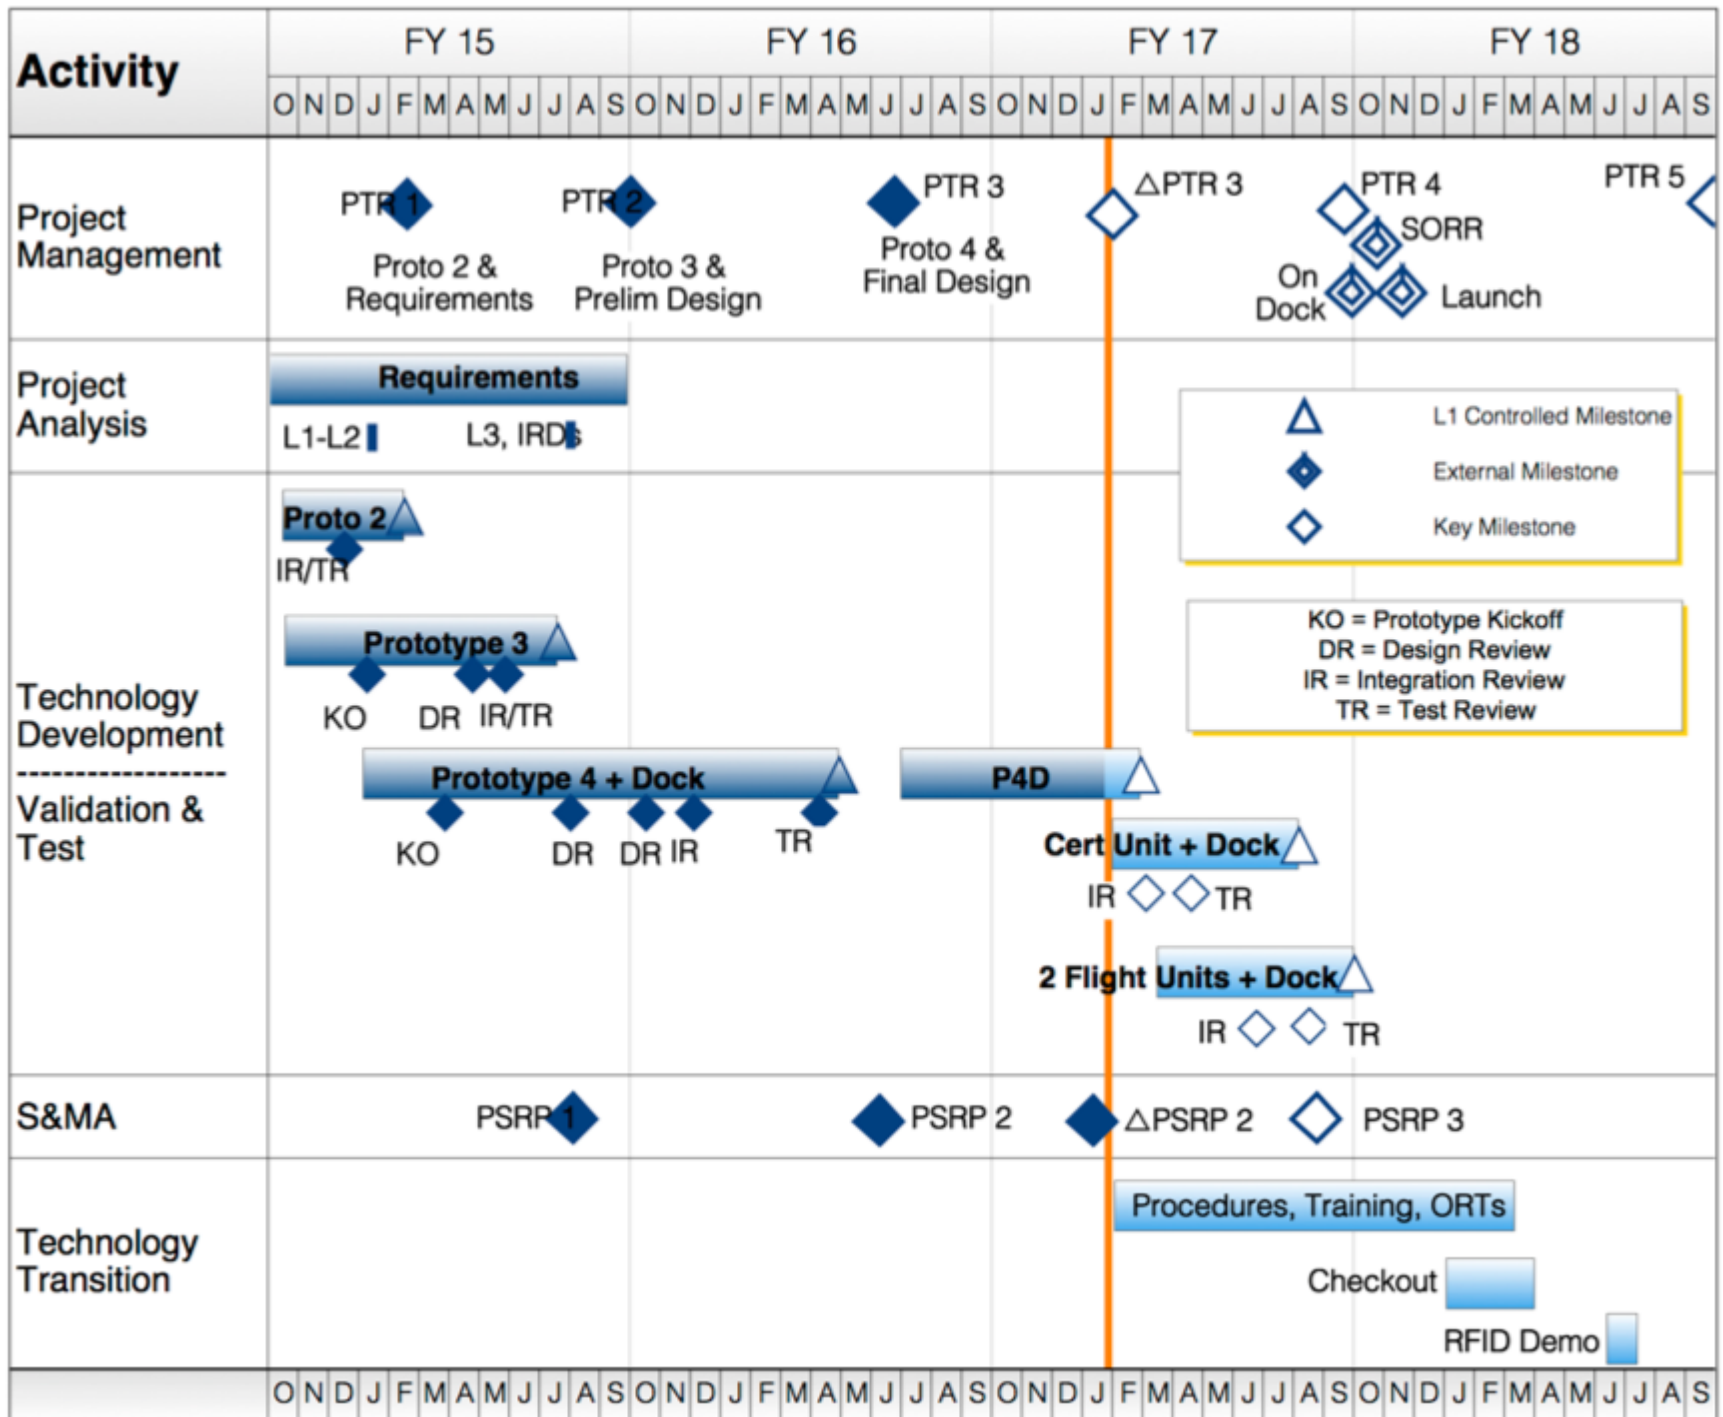 Activity
FY 15 FY 16 FY 17 FY 18
O N D J F M A M J J A S O N D J F M A M J J A S O N D J F M A M J J A S O N D J F M A M J J A S
Project
Management
PTR 1
Proto 2 &
Requirements
PTR 2
Proto 3 &
Prelim Design
PTR 3
Proto 4 &
Final Design
△PTR 3
PTR 4
SORR
On
Dock
Launch
PTR 5
Project
Analysis
Requirements
L1-L2
L3, IRDs
L1 Controlled Milestone
External Milestone
Key Milestone
KO = Prototype Kickoff
DR = Design Review
IR = Integration Review
TR = Test Review
Technology
Development
------------------
Validation &
Test
Proto 2
IR/TR
Prototype 3
KO DR IR/TR
Prototype 4 + Dock
KO DR DR IR TR
P4D
Cert Unit + Dock
IR TR
2 Flight Units + Dock
IR TR
S&MA
PSRP 1
PSRP 2
△PSRP 2
PSRP 3
Technology
Transition
Procedures, Training, ORTs
Checkout
RFID Demo
O N D J F M A M J J A S O N D J F M A M J J A S O N D J F M A M J J A S O N D J F M A M J J A S